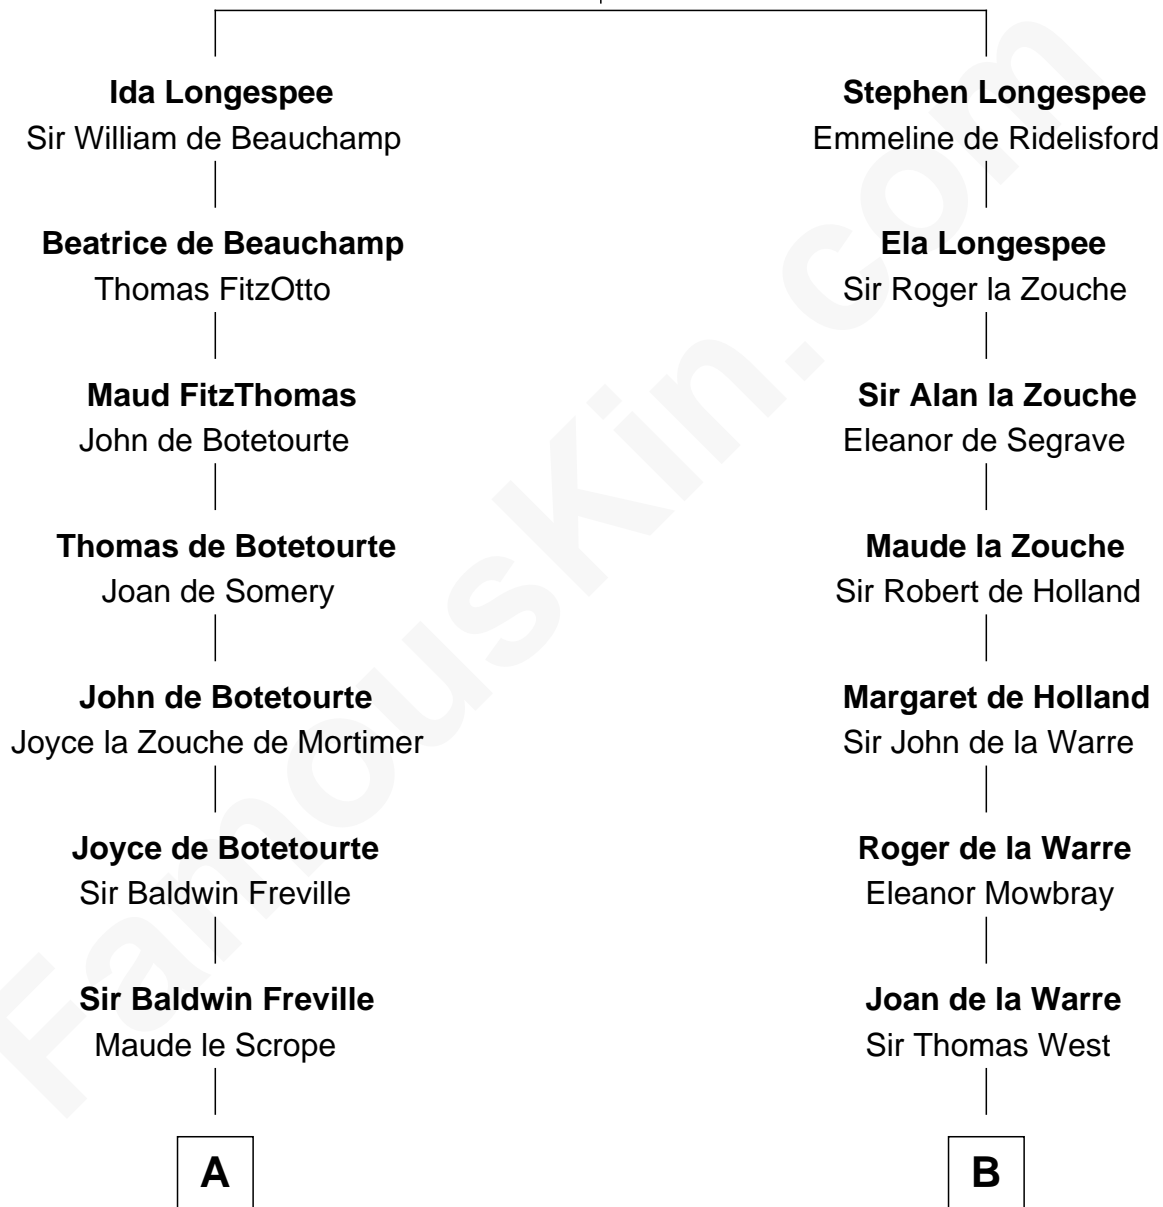 Ida Longespee
Sir William de Beauchamp
Beatrice de Beauchamp
Thomas FitzOtto
Maud FitzThomas
John de Botetourte
Thomas de Botetourte
Joan de Somery
John de Botetourte
Joyce la Zouche de Mortimer
Joyce de Botetourte
Sir Baldwin Freville
Sir Baldwin Freville
Maude le Scrope
A
Stephen Longespee
Emmeline de Ridelisford
Ela Longespee
Sir Roger la Zouche
Sir Alan la Zouche
Eleanor de Segrave
Maude la Zouche
Sir Robert de Holland
Margaret de Holland
Sir John de la Warre
Roger de la Warre
Eleanor Mowbray
Joan de la Warre
Sir Thomas West
B
FamousKin.com